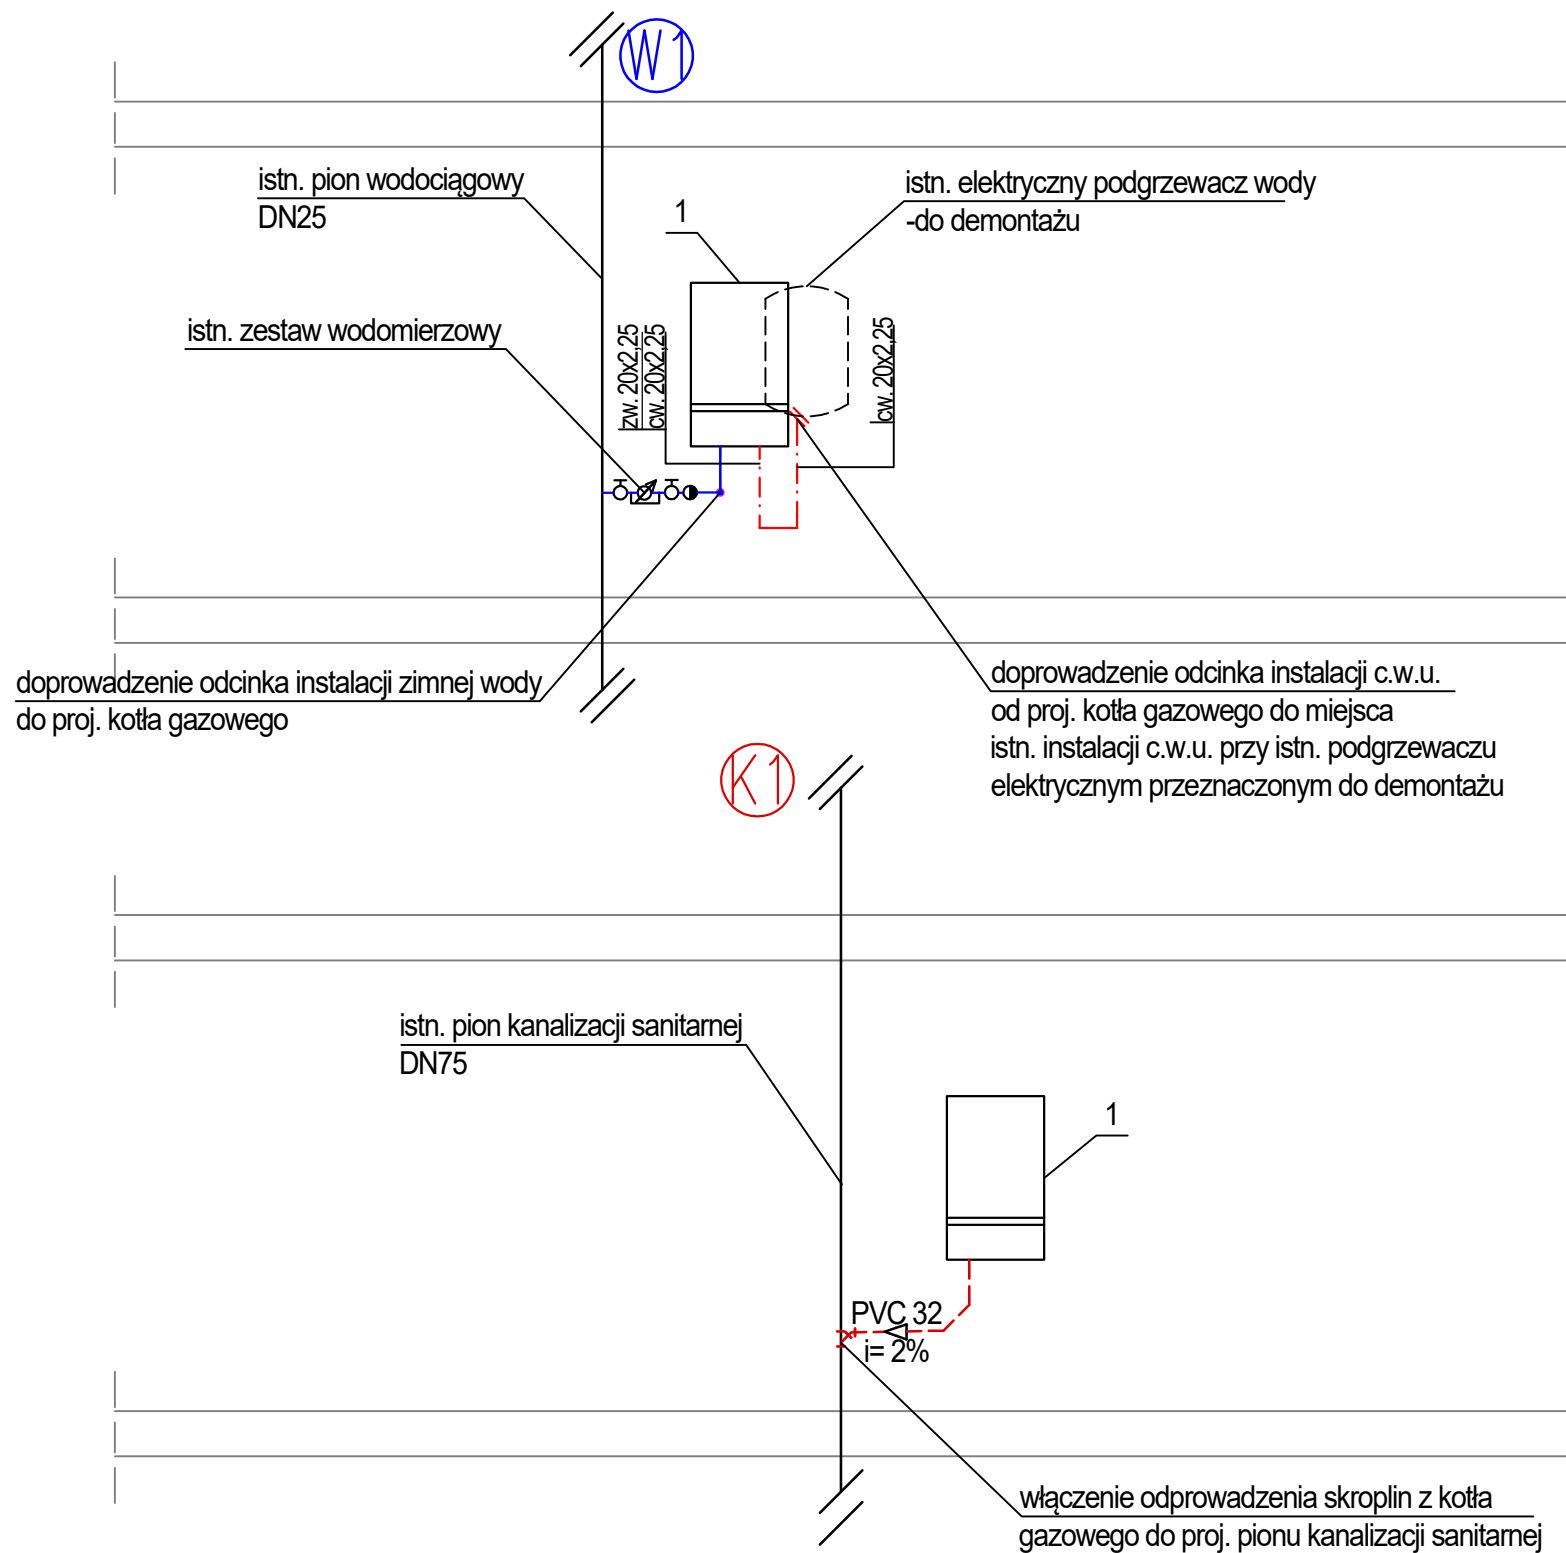 W1
istn. pion wodociągowy
DN25
istn. elektryczny podgrzewacz wody
-do demontażu
1
istn. zestaw wodomierzowy
zw. 20x2,25
cw. 20x2,25
cw. 20x2,25
doprowadzenie odcinka instalacji zimnej wody
do proj. kotła gazowego
doprowadzenie odcinka instalacji c.w.u.
od proj. kotła gazowego do miejsca
istn. instalacji c.w.u. przy istn. podgrzewaczu
elektrycznym przeznaczonym do demontażu
K1
istn. pion kanalizacji sanitarnej
DN75
1
PVC 32
i= 2%
włączenie odprowadzenia skroplin z kotła
gazowego do proj. pionu kanalizacji sanitarnej